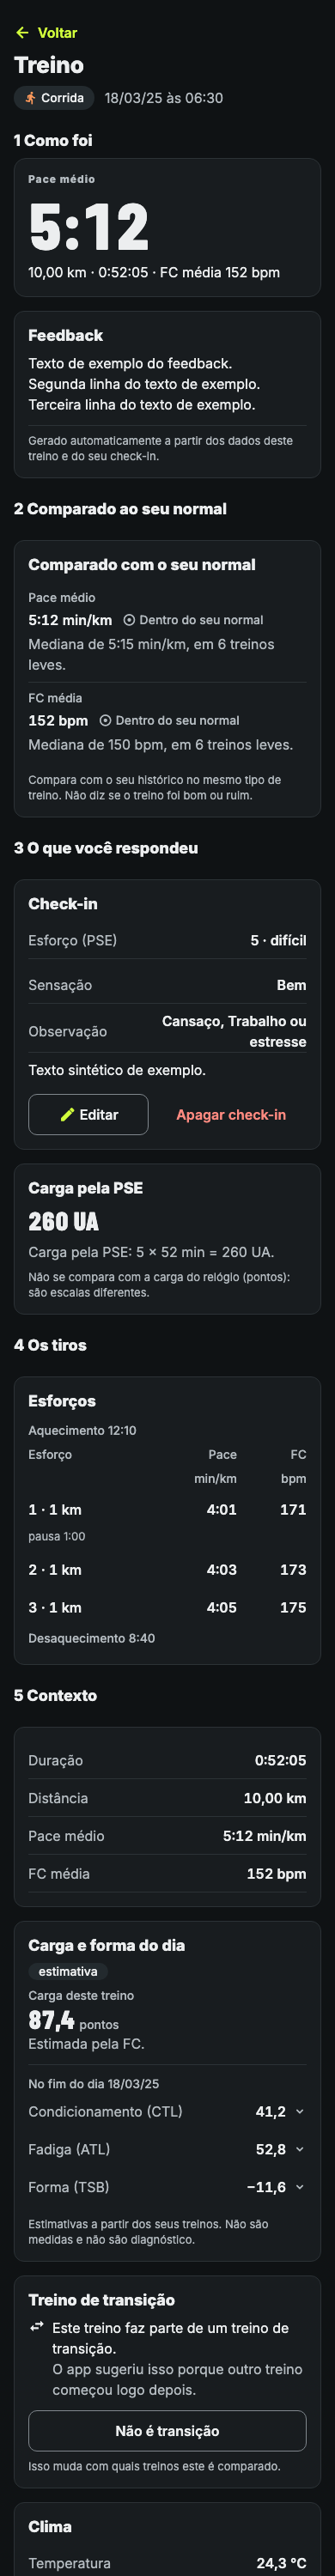 Voltar
Treino
Corrida 18/03/25 às 06:30
1 Como foi
Pace médio
5:12
10,00 km · 0:52:05 · FC média 152 bpm
Feedback
Texto de exemplo do feedback.
Segunda linha do texto de exemplo.
Terceira linha do texto de exemplo.
Gerado automaticamente a partir dos dados deste
treino e do seu check-in.
2 Comparado ao seu normal
Comparado com o seu normal
Pace médio
5:12 min/km Dentro do seu normal
Mediana de 5:15 min/km, em 6 treinos
leves.
FC média
152 bpm Dentro do seu normal
Mediana de 150 bpm, em 6 treinos leves.
Compara com o seu histórico no mesmo tipo de
treino. Não diz se o treino foi bom ou ruim.
3 O que você respondeu
Check-in
Esforço (PSE) 5 · difícil
Sensação Bem
Observação Cansaço, Trabalho ou
estresse
Texto sintético de exemplo.
Editar Apagar check-in
Carga pela PSE
260 UA
Carga pela PSE: 5 × 52 min = 260 UA.
Não se compara com a carga do relógio (pontos):
são escalas diferentes.
4 Os tiros
Esforços
Aquecimento 12:10
Esforço Pace FC
min/km bpm
1 · 1 km 4:01 171
pausa 1:00
2 · 1 km 4:03 173
3 · 1 km 4:05 175
Desaquecimento 8:40
5 Contexto
Duração 0:52:05
Distância 10,00 km
Pace médio 5:12 min/km
FC média 152 bpm
Carga e forma do dia
estimativa
Carga deste treino
87,4 pontos
Estimada pela FC.
No fim do dia 18/03/25
Condicionamento (CTL) 41,2
Fadiga (ATL) 52,8
Forma (TSB) −11,6
Estimativas a partir dos seus treinos. Não são
medidas e não são diagnóstico.
Treino de transição
Este treino faz parte de um treino de
transição.
O app sugeriu isso porque outro treino
começou logo depois.
Não é transição
Isso muda com quais treinos este é comparado.
Clima
Temperatura 24,3 °C